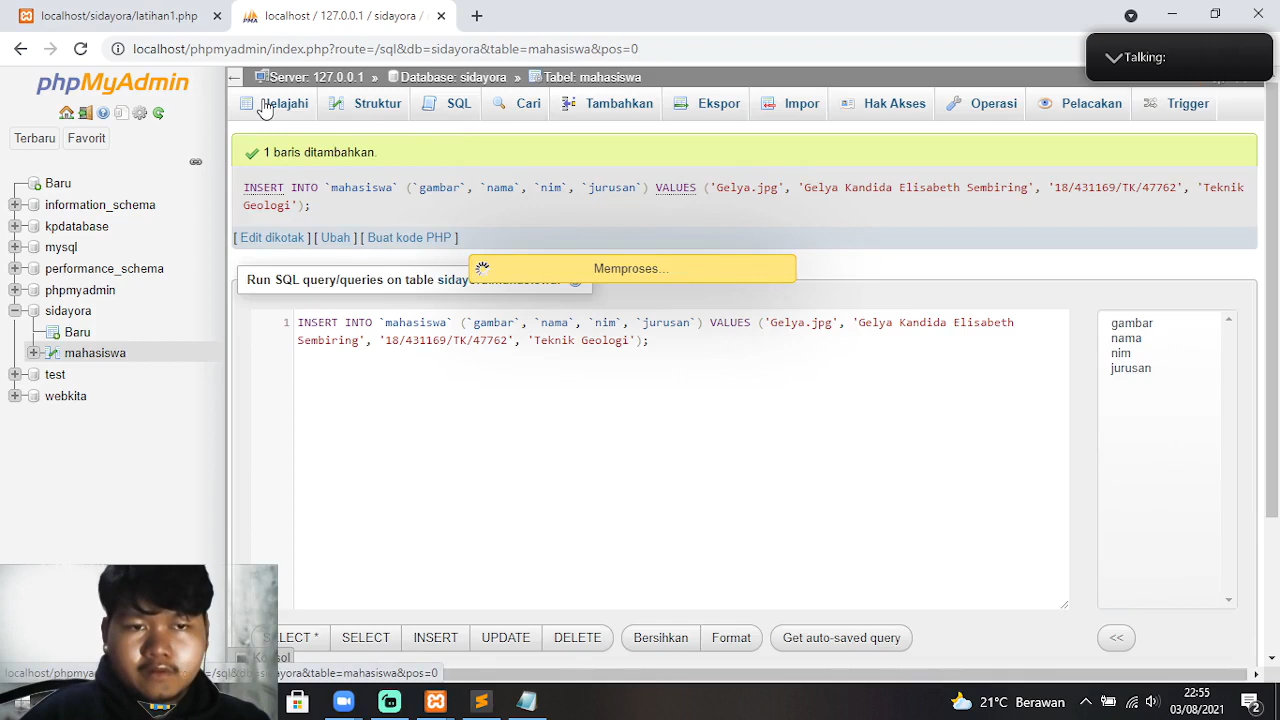 localhost/sidayora/latihan1.php
localhost / 127.0.0.1 / sidayora /
localhost/phpmyadmin/index.php?route=/sql&db=sidayora&table=mahasiswa&pos=0
Talking:
phpMyAdmin
Server: 127.0.0.1 » Database: sidayora » Tabel: mahasiswa
Jelajahi Struktur SQL Cari Tambahkan Ekspor Impor Hak Akses Operasi Pelacakan Trigger
Terbaru Favorit
1 baris ditambahkan.
INSERT INTO `mahasiswa` (`gambar`, `nama`, `nim`, `jurusan`) VALUES ('Gelya.jpg', 'Gelya Kandida Elisabeth Sembiring', '18/431169/TK/47762', 'Teknik
Geologi');
[ Edit dikotak ] [ Ubah ] [ Buat kode PHP ]
Memproses...
Run SQL query/queries on table
Baru
information_schema
kpdatabase
mysql
performance_schema
phpmyadmin
sidayora
Baru
mahasiswa
test
webkita
1 INSERT INTO `mahasiswa` (`gambar`, `nama`, `nim`, `jurusan`) VALUES ('Gelya.jpg', 'Gelya Kandida Elisabeth
Sembiring', '18/431169/TK/47762', 'Teknik Geologi');
gambar
nama
nim
jurusan
SELECT INSERT UPDATE DELETE Bersihkan Format Get auto-saved query <<
21°C Berawan
22:55
03/08/2021
2